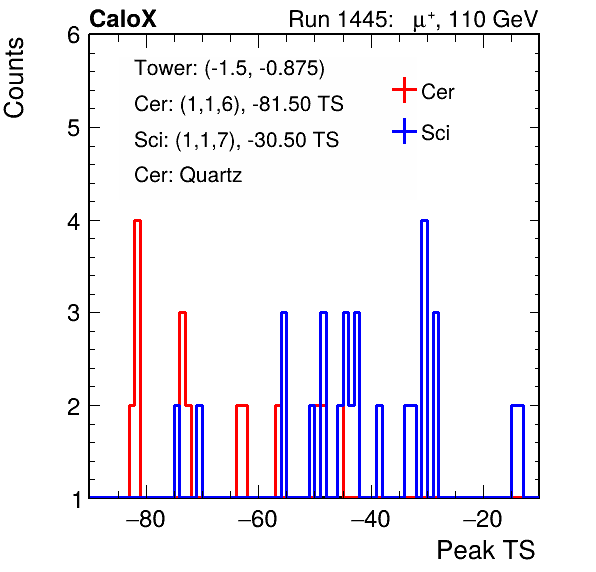 CaloX Run 1445: μ⁺, 110 GeV
Counts
6
Tower: (-1.5, -0.875)
Cer: (1,1,6), -81.50 TS
Sci: (1,1,7), -30.50 TS
Cer: Quartz
Cer
Sci
5
4
3
2
1
−80 −60 −40 −20
Peak TS